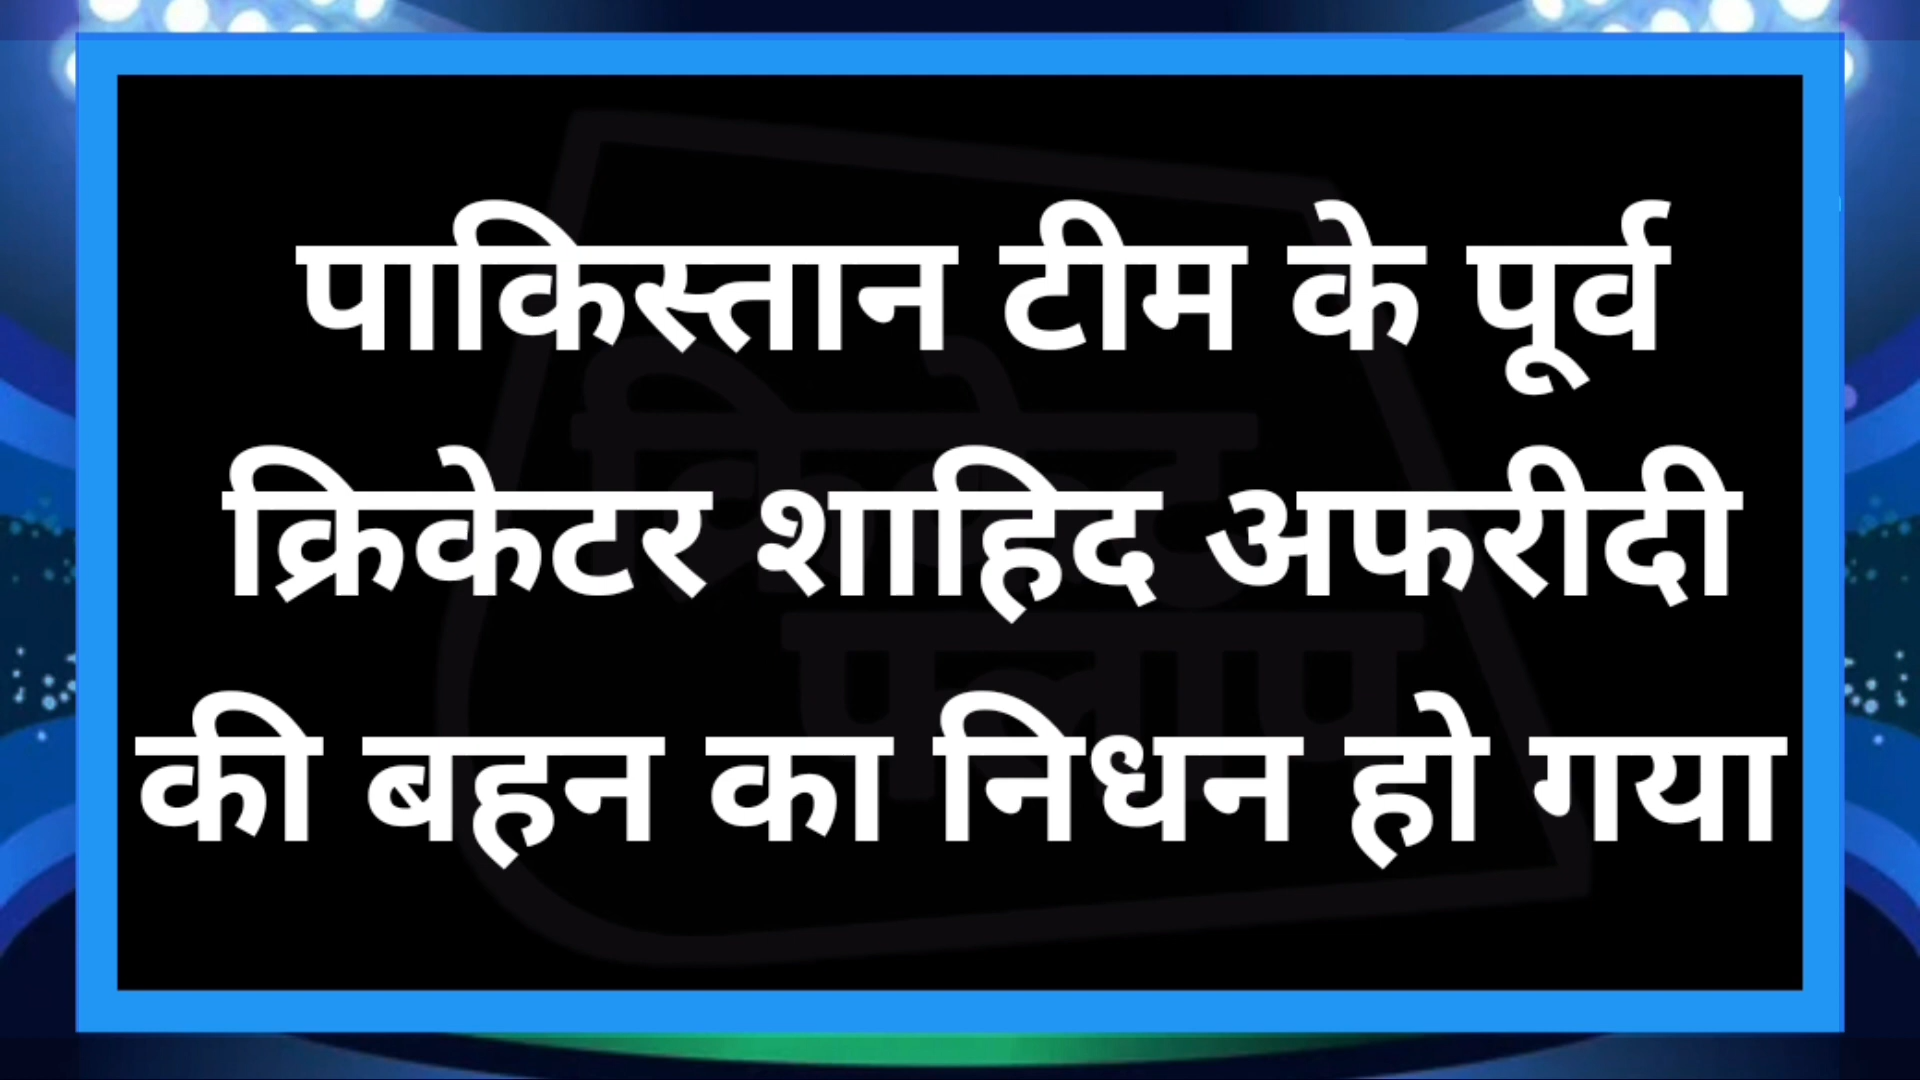 पाकिस्तान टीम के पूर्व
क्रिकेटर शाहिद अफरीदी
की बहन का निधन हो गया
क्रिकेट
प्लाप